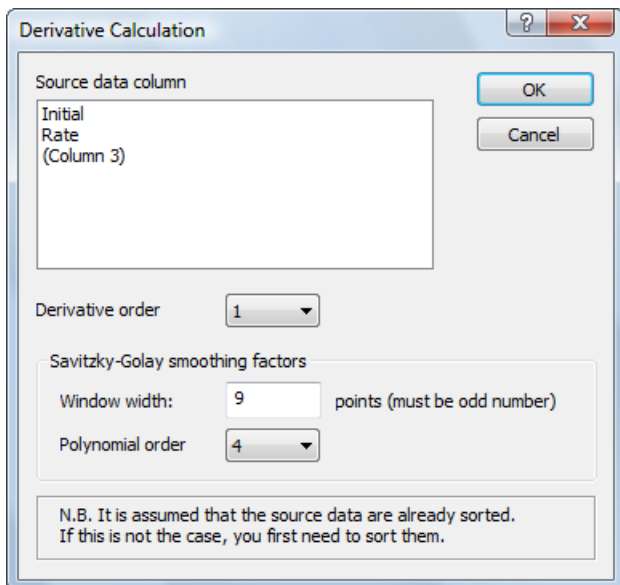 Derivative Calculation
Source data column
OK
Initial
Rate
(Column 3)
Cancel
Derivative order
1
Savitzky-Golay smoothing factors
Window width:
9
points (must be odd number)
Polynomial order
4
N.B. It is assumed that the source data are already sorted.
If this is not the case, you first need to sort them.